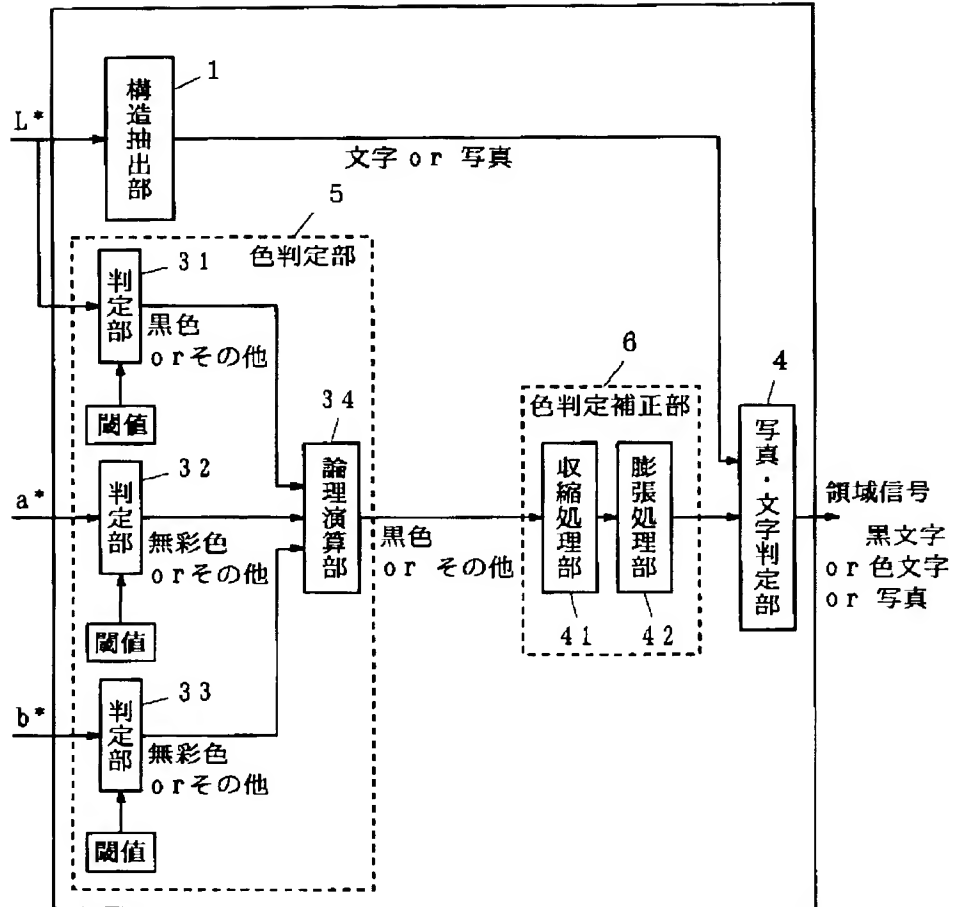 1
構造抽出部
L*
文字 or 写真
5
色判定部
31
判定部
黒色
orその他
閾値
6
4
34
色判定補正部
32
判定部
論理演算部
収縮処理部
膨張処理部
写真・文字判定部
領域信号
a*
無彩色
orその他
黒色
or その他
黒文字
or 色文字
or 写真
閾値
41
42
33
判定部
b*
無彩色
orその他
閾値